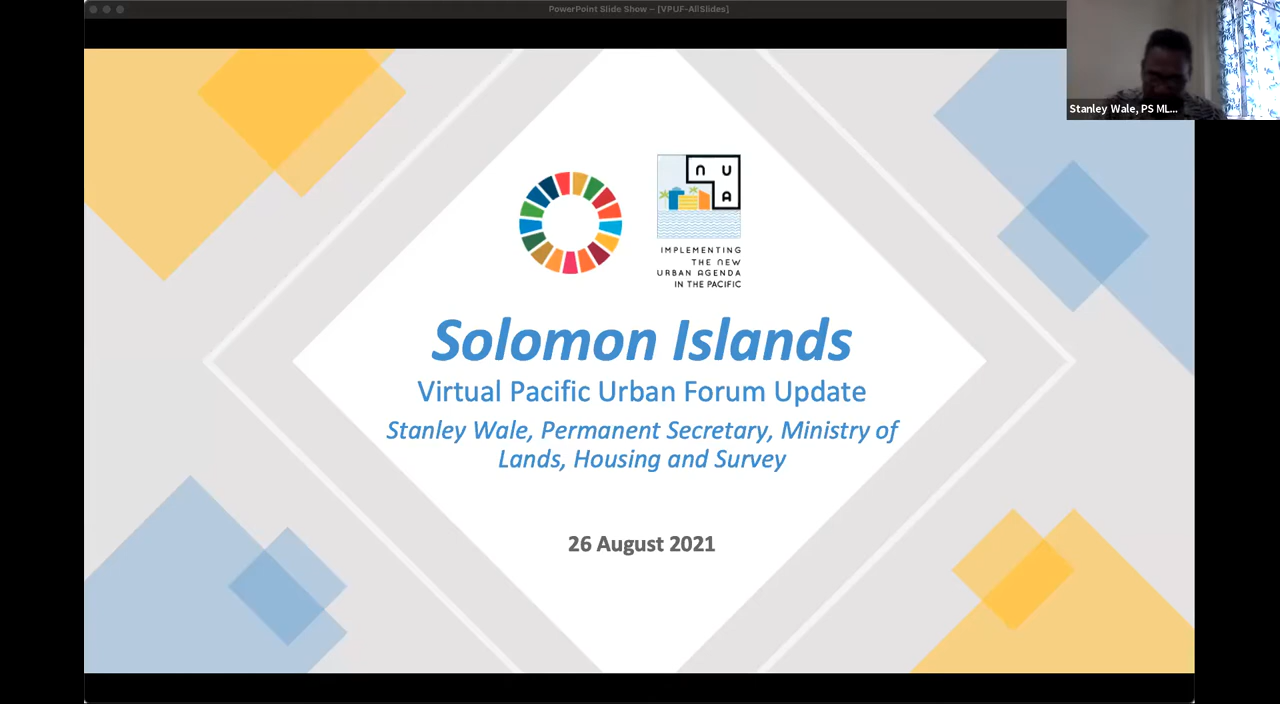 PowerPoint Slide Show – [VPUF-AllSlides]
Stanley Wale, PS ML...
NUA
IMPLEMENTING
THE NEW
URBAN AGENDA
IN THE PACIFIC
Solomon Islands
Virtual Pacific Urban Forum Update
Stanley Wale, Permanent Secretary, Ministry of
Lands, Housing and Survey
26 August 2021